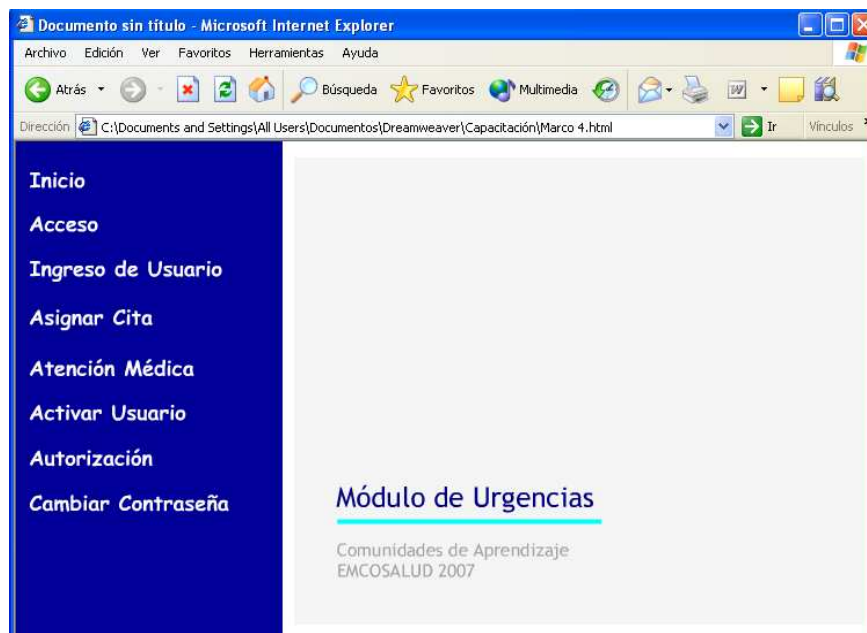 Documento sin título - Microsoft Internet Explorer
Archivo Edición Ver Favoritos Herramientas Ayuda
Atrás Búsqueda Favoritos Multimedia
Dirección C:\Documents and Settings\All Users\Documentos\Dreamweaver\Capacitación\Marco 4.html Ir Vínculos »
Inicio
Acceso
Ingreso de Usuario
Asignar Cita
Atención Médica
Activar Usuario
Autorización
Cambiar Contraseña
Módulo de Urgencias
Comunidades de Aprendizaje
EMCOSALUD 2007